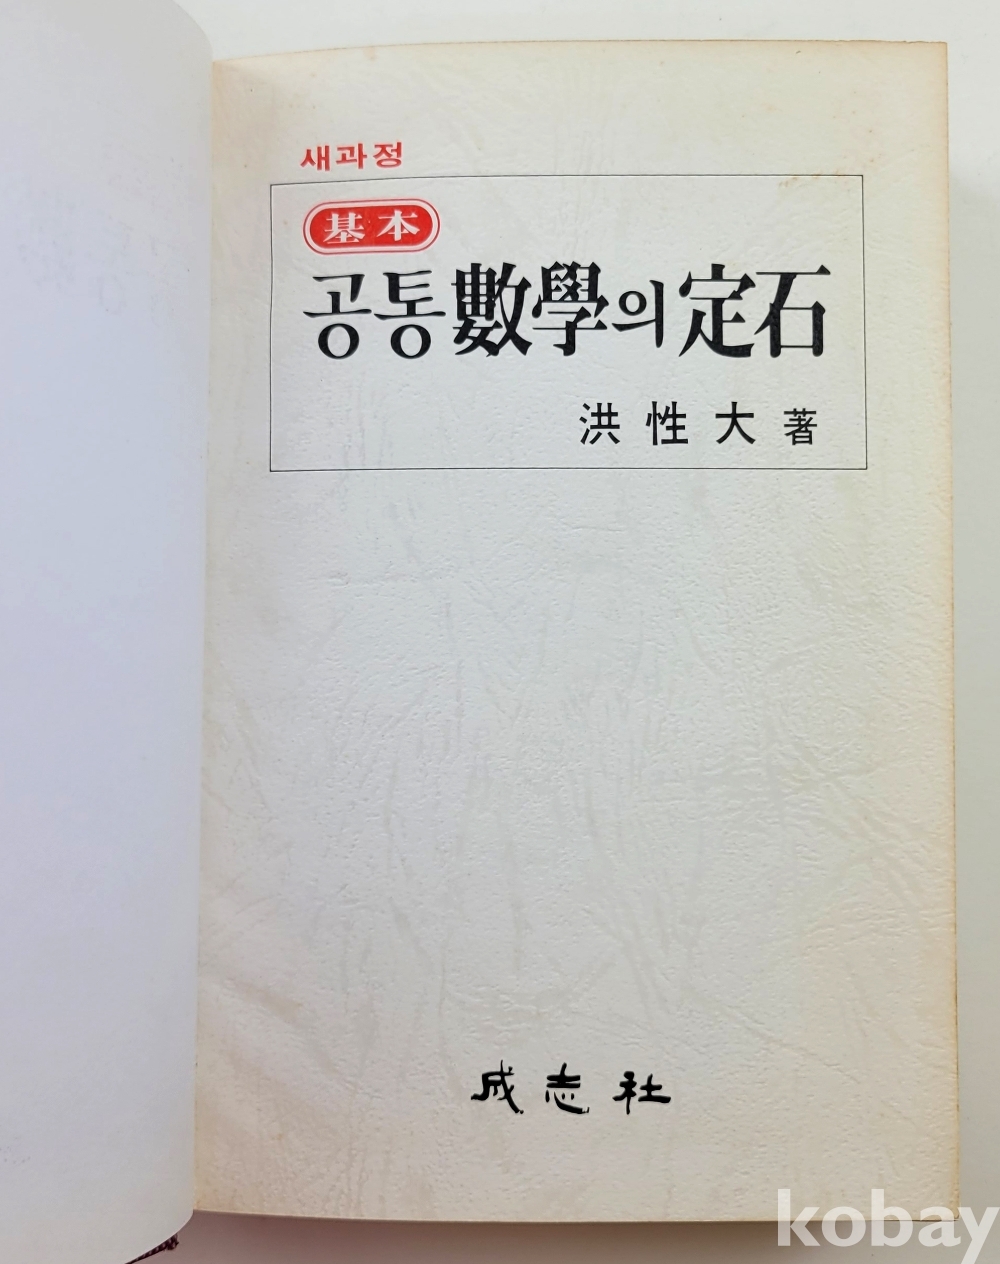 새과정
基本
공통數學의定石
洪性大 著
成志社
kobay